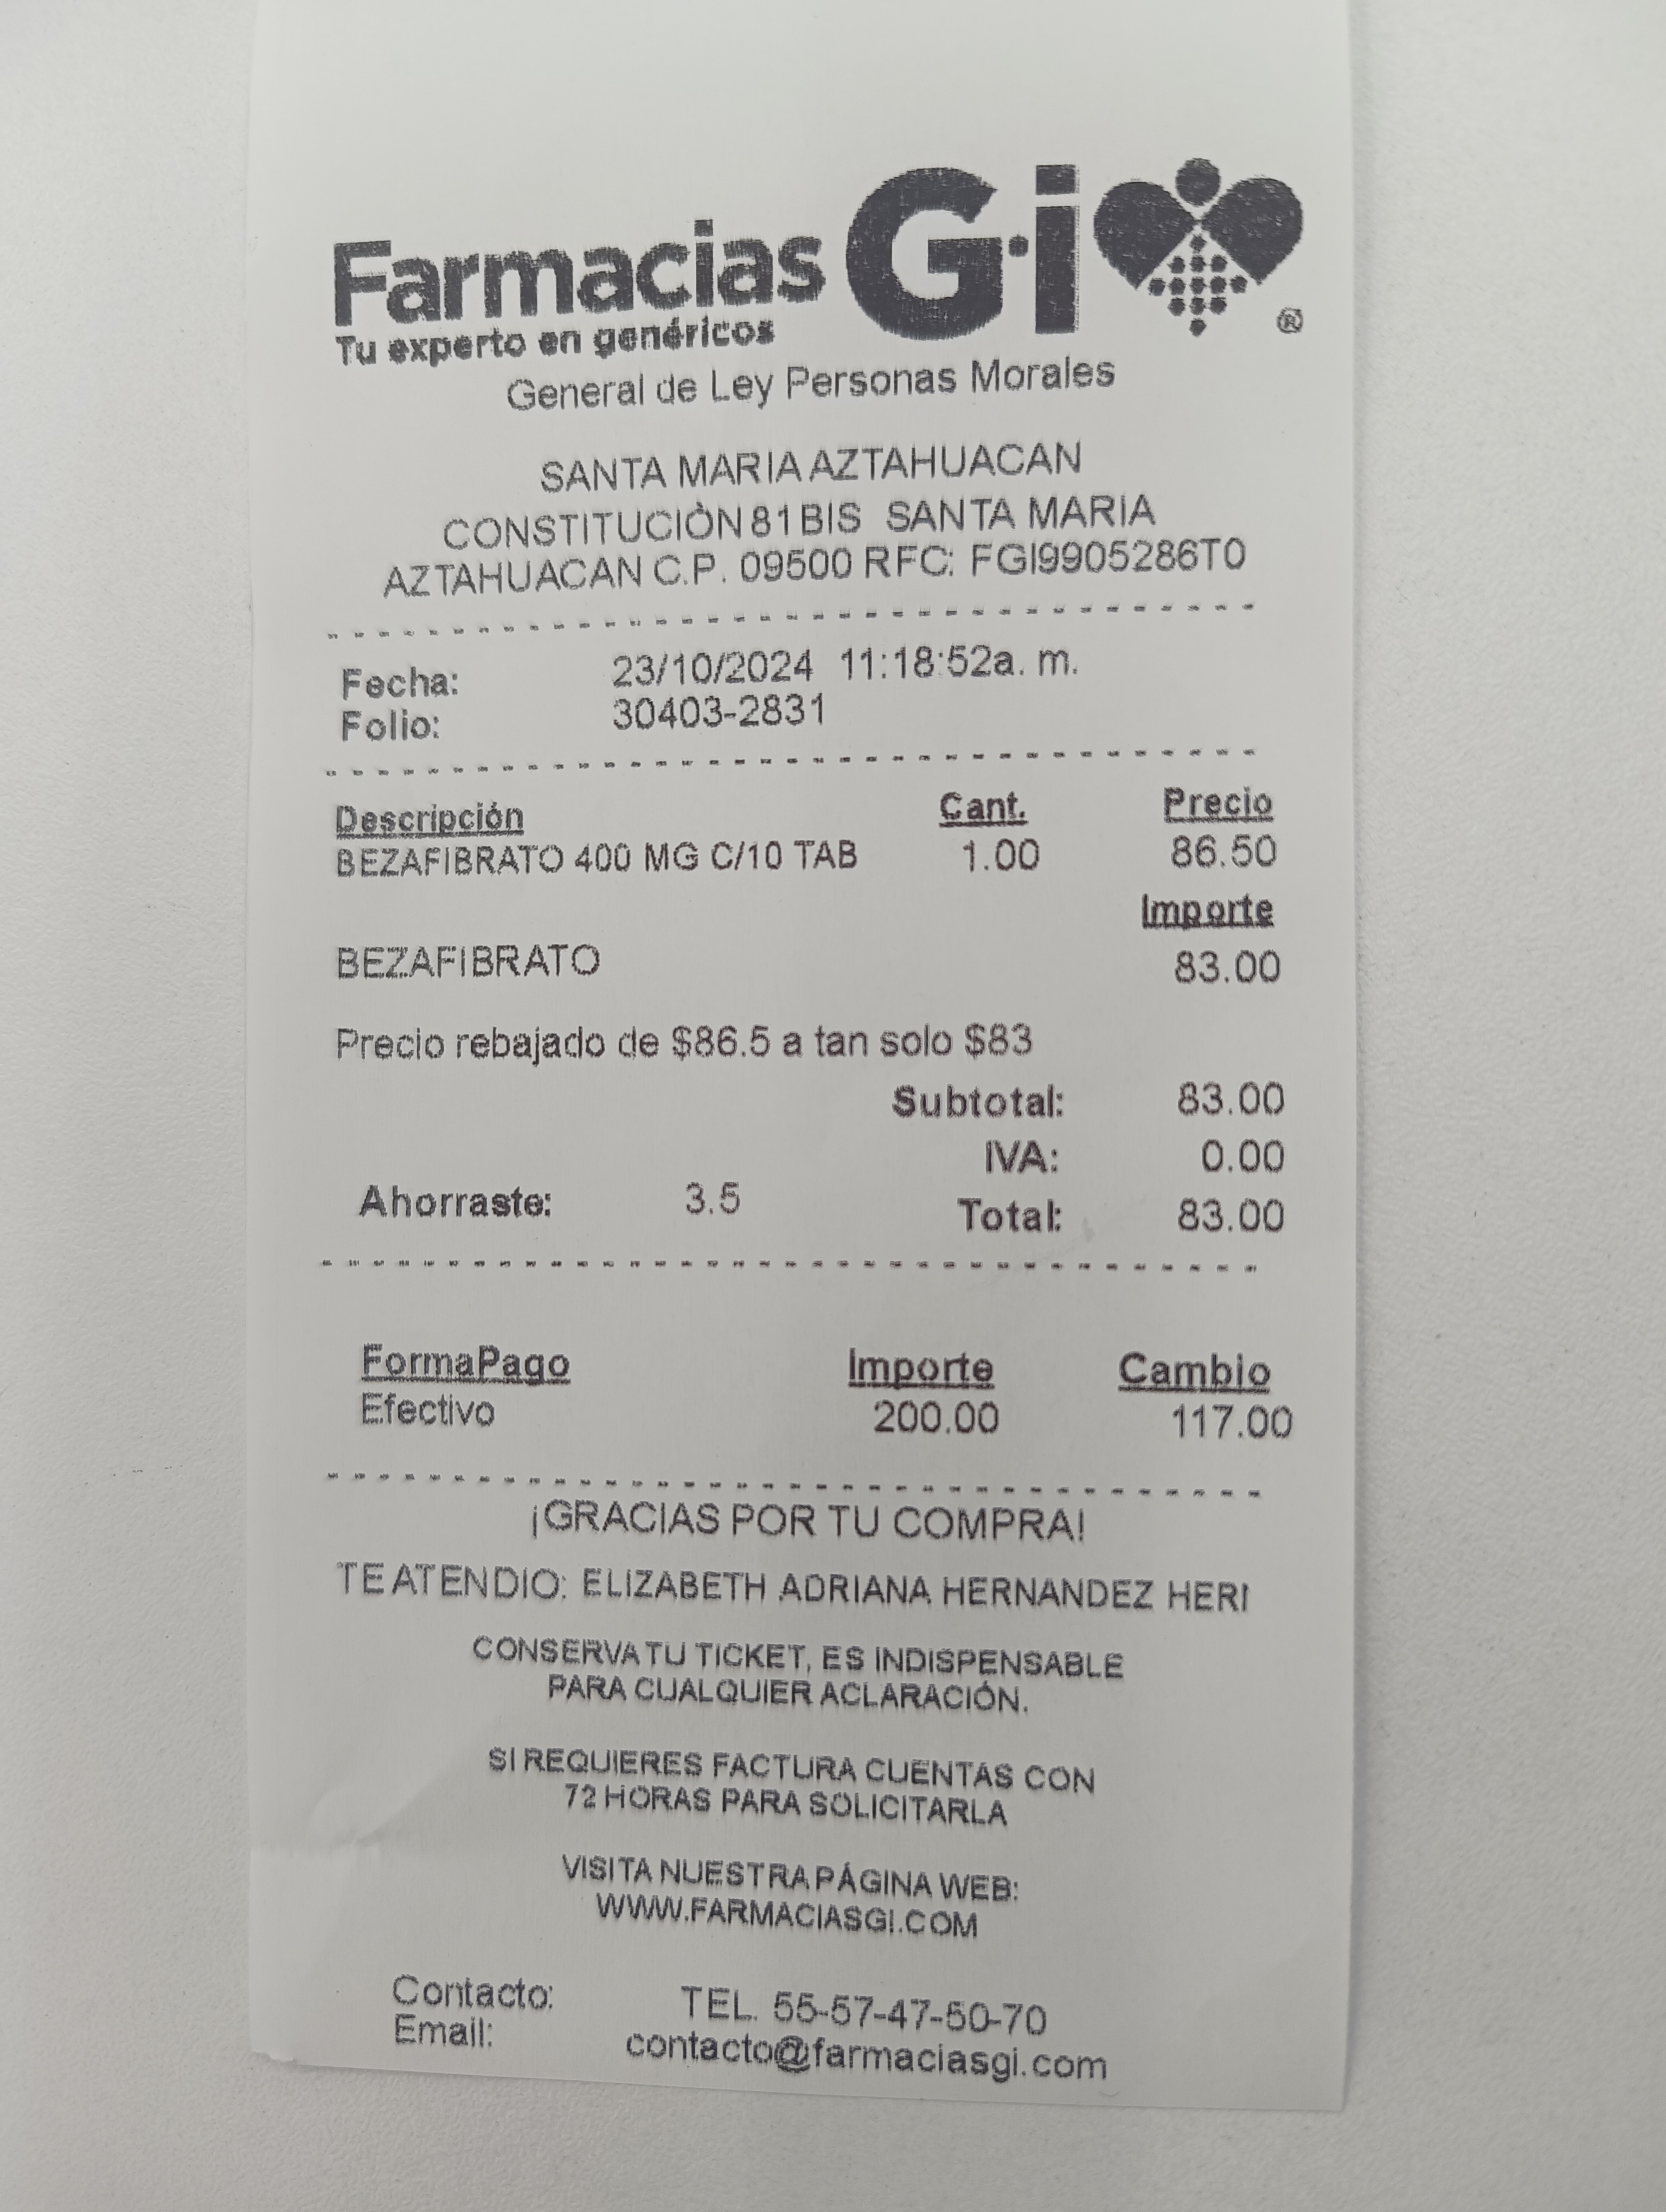 Farmacias G·i ®
Tu experto en genéricos
General de Ley Personas Morales
SANTA MARIA AZTAHUACAN
CONSTITUCIÒN 81 BIS SANTA MARIA
AZTAHUACAN C.P. 09500 RFC: FGI9905286T0
Fecha: 23/10/2024 11:18:52a. m.
Folio: 30403-2831
Descripción Cant. Precio
BEZAFIBRATO 400 MG C/10 TAB 1.00 86.50
Importe
BEZAFIBRATO 83.00
Precio rebajado de $86.5 a tan solo $83
Subtotal: 83.00
IVA: 0.00
Ahorraste: 3.5 Total: 83.00
FormaPago Importe Cambio
Efectivo 200.00 117.00
¡GRACIAS POR TU COMPRA!
TE ATENDIO: ELIZABETH ADRIANA HERNANDEZ HERI
CONSERVA TU TICKET, ES INDISPENSABLE
PARA CUALQUIER ACLARACIÓN.
SI REQUIERES FACTURA CUENTAS CON
72 HORAS PARA SOLICITARLA
VISITA NUESTRA PÁGINA WEB:
WWW.FARMACIASGI.COM
Contacto: TEL. 55-57-47-50-70
Email: contacto@farmaciasgi.com